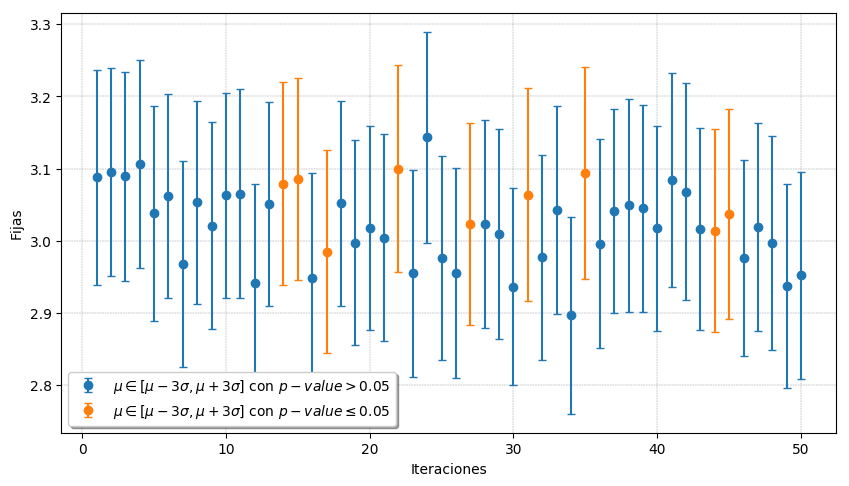 3.3
3.2
3.1
3.0
2.9
2.8
Fijas
μ ∈ [μ − 3σ, μ + 3σ] con p − value > 0.05
μ ∈ [μ − 3σ, μ + 3σ] con p − value ≤ 0.05
0 10 20 30 40 50
Iteraciones